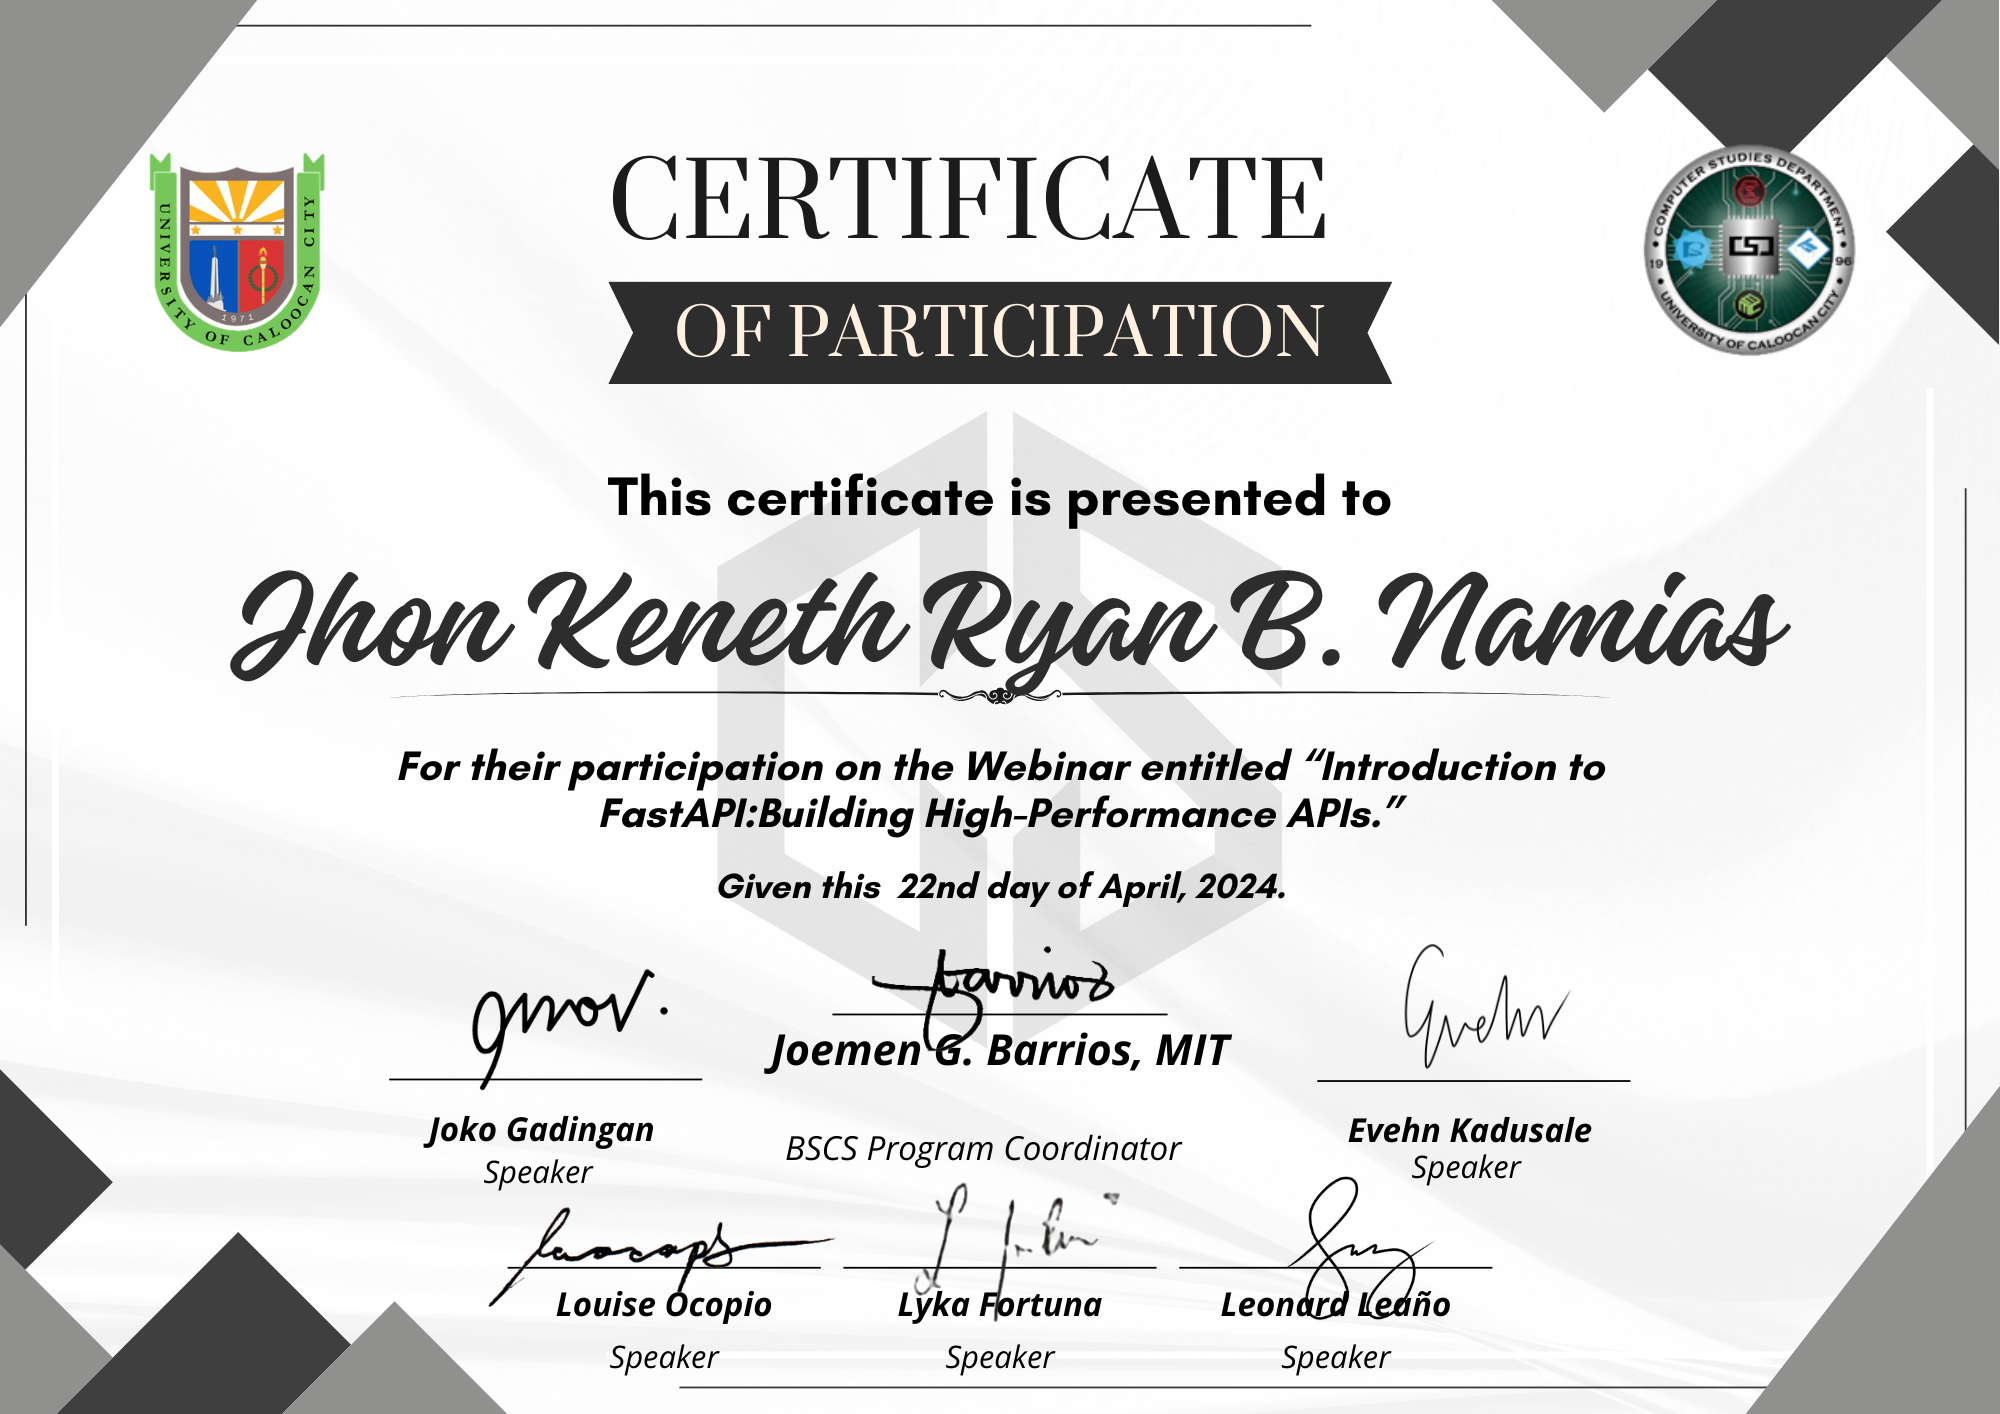 UNIVERSITY OF CALOOCAN CITY
1971
COMPUTER STUDIES DEPARTMENT
CSD
19 96
UNIVERSITY OF CALOOCAN CITY
CERTIFICATE
OF PARTICIPATION
This certificate is presented to
Jhon Keneth Ryan B. Namias
For their participation on the Webinar entitled “Introduction to
FastAPI:Building High-Performance APIs.”
Given this 22nd day of April, 2024.
Joemen G. Barrios, MIT
BSCS Program Coordinator
Joko Gadingan
Speaker
Evehn Kadusale
Speaker
Louise Ocopio
Speaker
Lyka Fortuna
Speaker
Leonard Leaño
Speaker